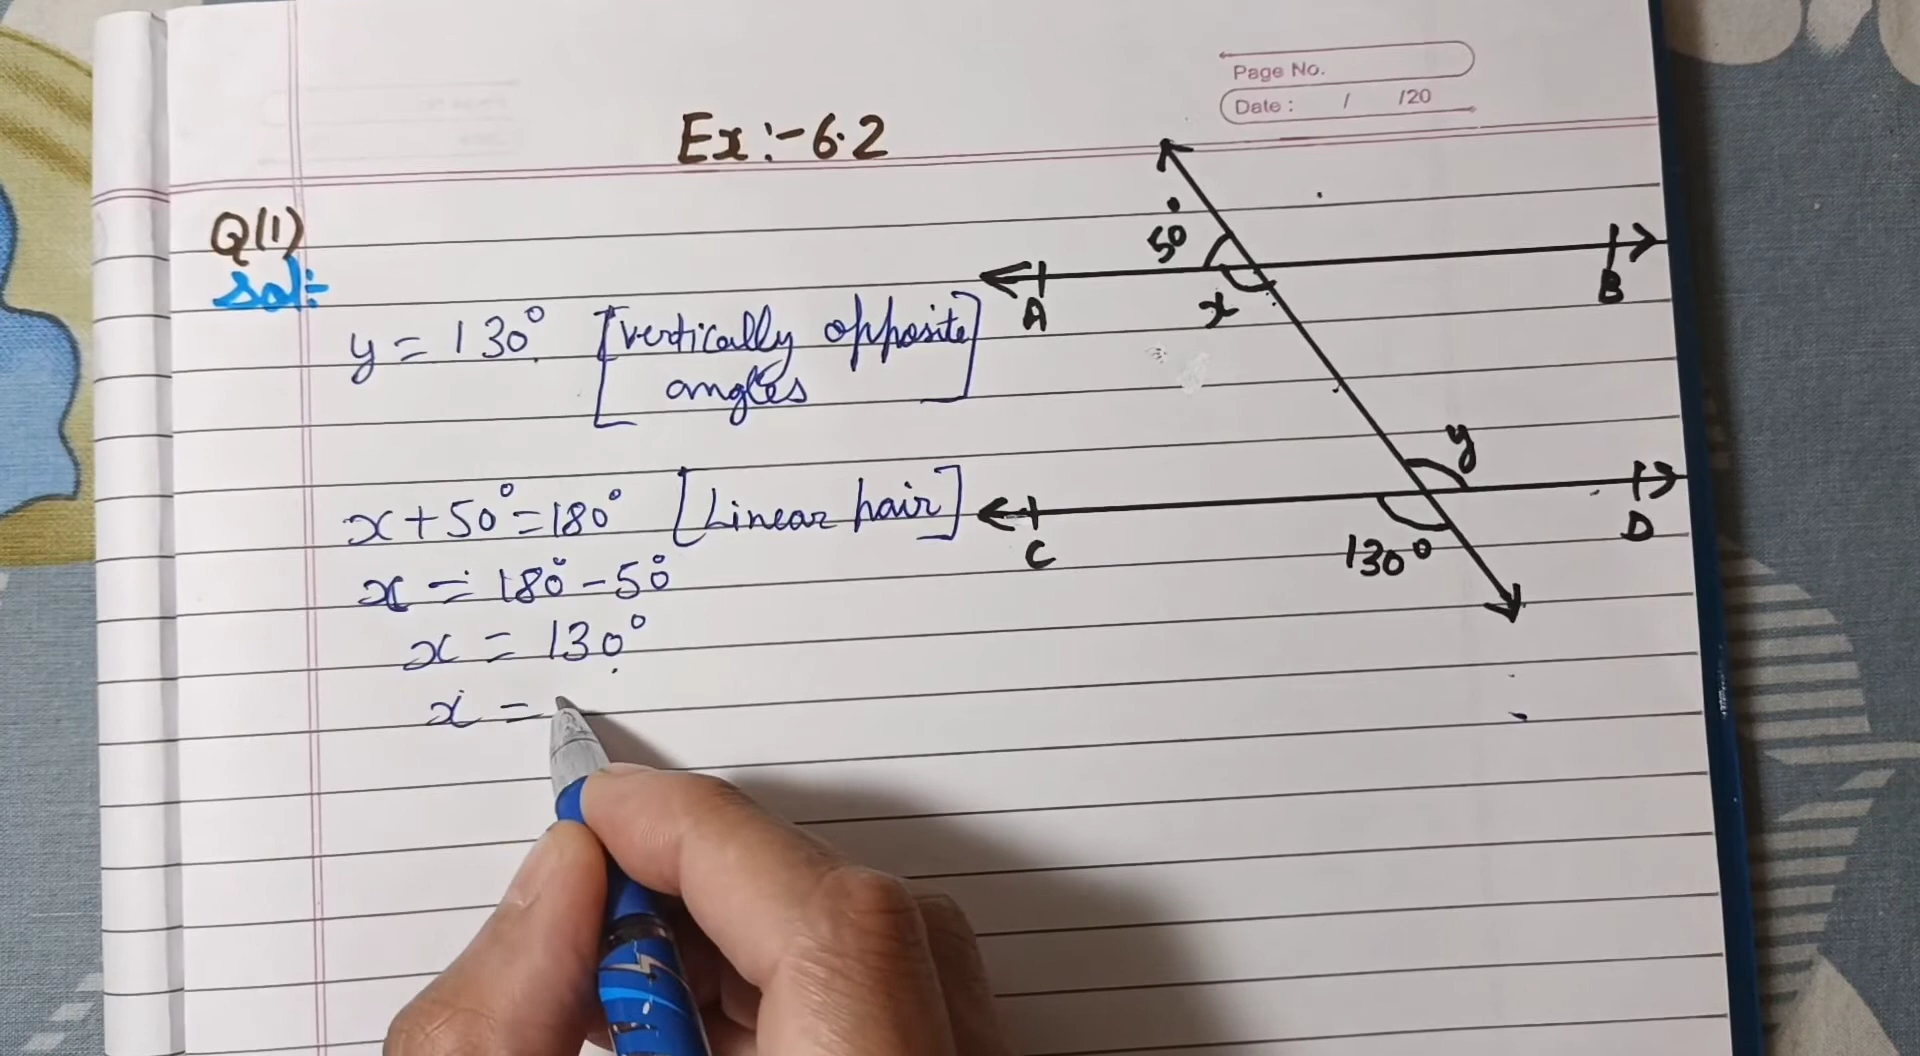 Page No.
Date : / /20
Ex :- 6.2
Q(1)
Sol:-
y = 130° [vertically opposite
angles]
x + 50° = 180° [Linear pair]
x = 180° - 50°
x = 130°
x =
50°
A
x
B
y
C
130°
D